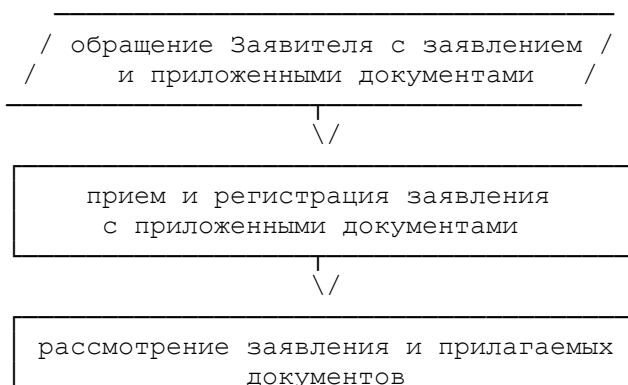 обращение Заявителя с заявлением
и приложенными документами
прием и регистрация заявления
с приложенными документами
рассмотрение заявления и прилагаемых
документов